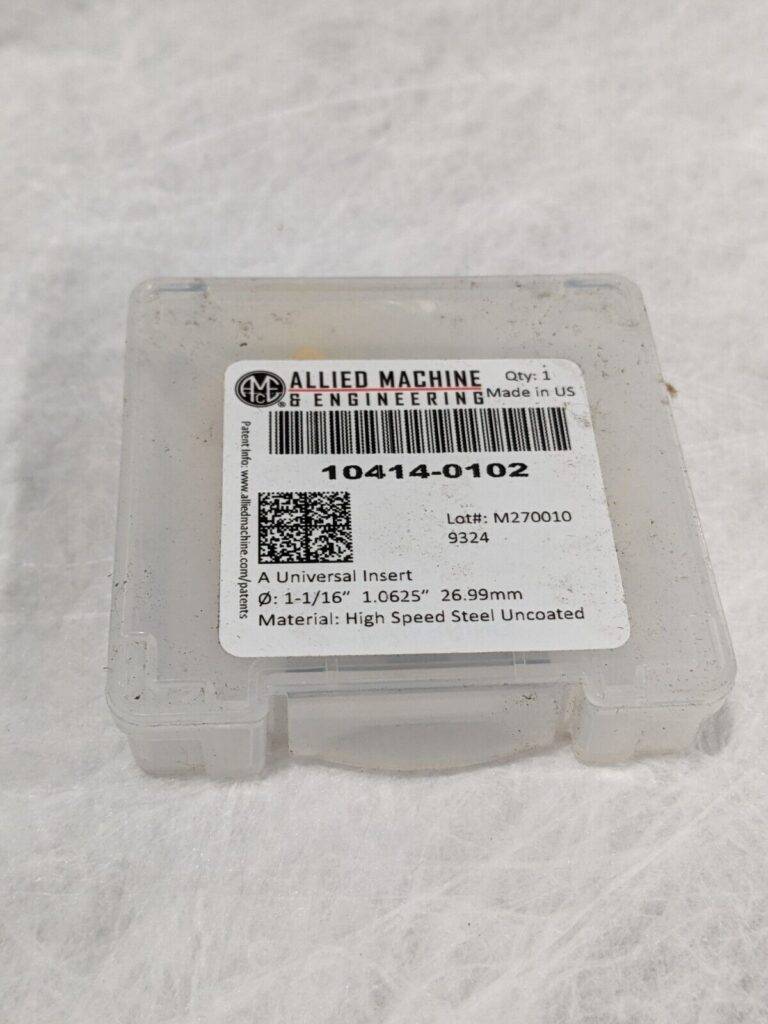 AMEC® ALLIED MACHINE
& ENGINEERING
Qty: 1
Made in US
10414-0102
Patent Info: www.alliedmachine.com/patents
Lot#: M270010
9324
A Universal Insert
Ø: 1-1/16” 1.0625” 26.99mm
Material: High Speed Steel Uncoated